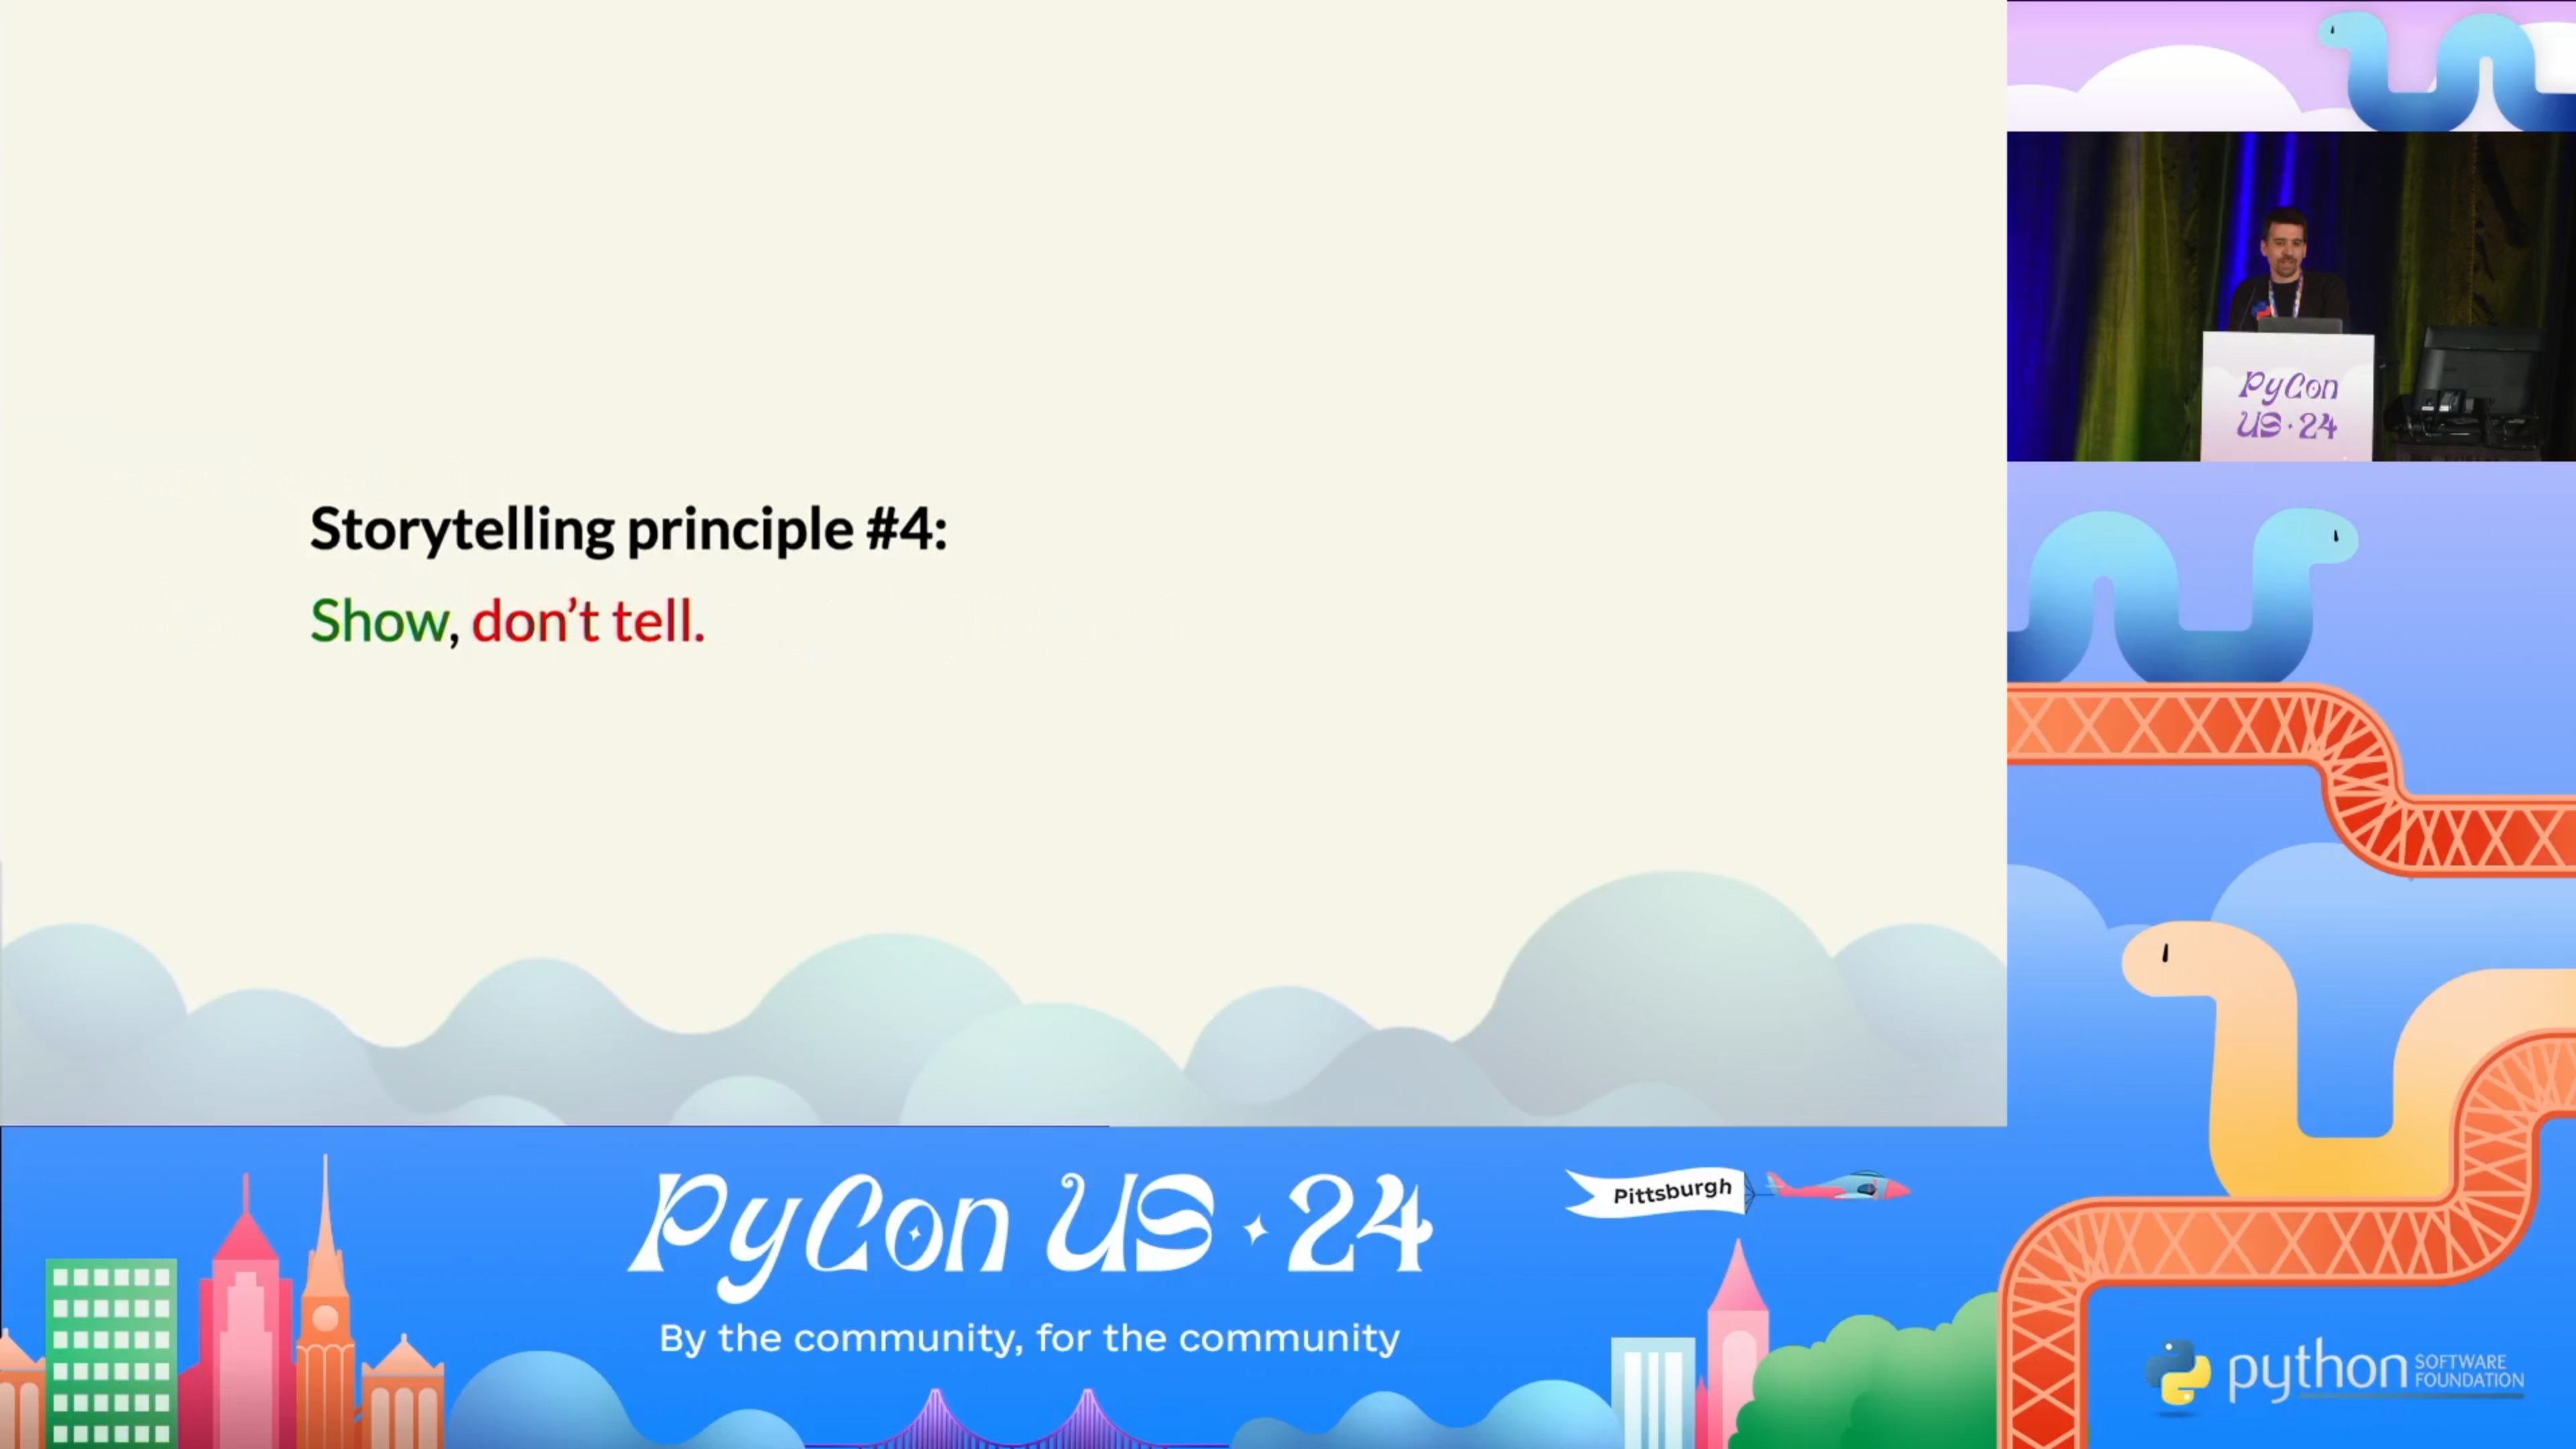 Storytelling principle #4:
Show, don't tell.
PyCon
US · 24
PyCon US · 24
By the community, for the community
Pittsburgh
python
SOFTWARE
FOUNDATION